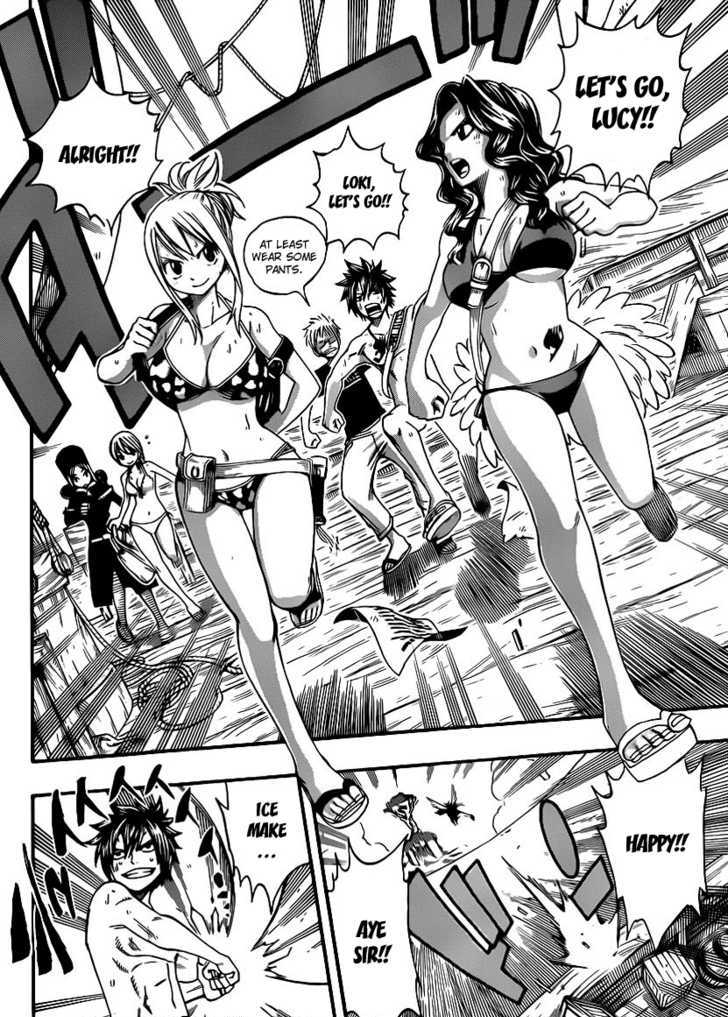 LET'S GO,
LUCY!!
ALRIGHT!!
LOKI,
LET'S GO!!
AT LEAST
WEAR SOME
PANTS.
ICE
MAKE
...
HAPPY!!
AYE
SIR!!